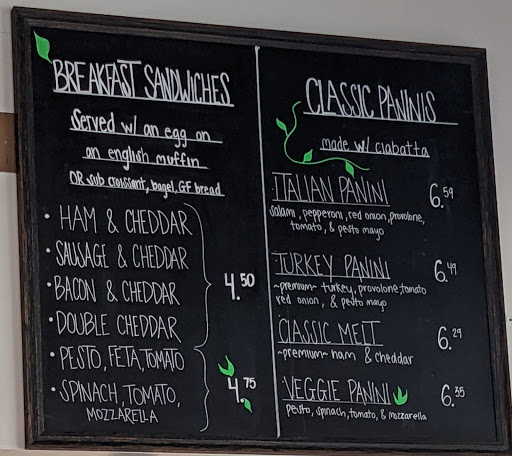 BREAKFAST SANDWICHES
Served w/ an egg on
an english muffin
OR sub croissant, bagel, GF bread
• HAM & CHEDDAR
• SAUSAGE & CHEDDAR
• BACON & CHEDDAR
• DOUBLE CHEDDAR
4.50
• PESTO, FETA, TOMATO
• SPINACH, TOMATO,
MOZZARELLA
4.75
CLASSIC PANINIS
made w/ ciabatta
ITALIAN PANINI 6.59
salami, pepperoni, red onion, provolone,
tomato, & pesto mayo
TURKEY PANINI 6.49
~premium~ turkey, provolone, tomato
red onion, & pesto mayo
CLASSIC MELT 6.29
~premium~ ham & cheddar
VEGGIE PANINI 6.35
pesto, spinach, tomato, & mozzarella